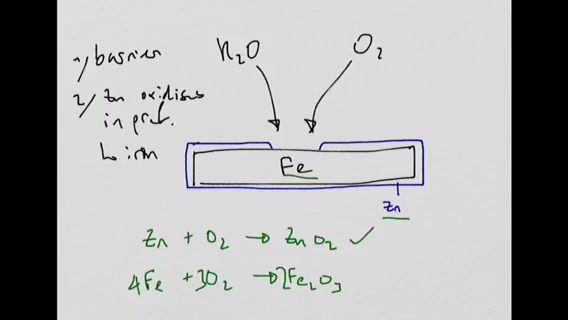 1) barrier
2) Zn oxidises
in pref.
to iron
H2O
O2
Fe
Zn
Zn + O2 → ZnO2 ✓
4Fe + 3O2 → 2Fe2O3